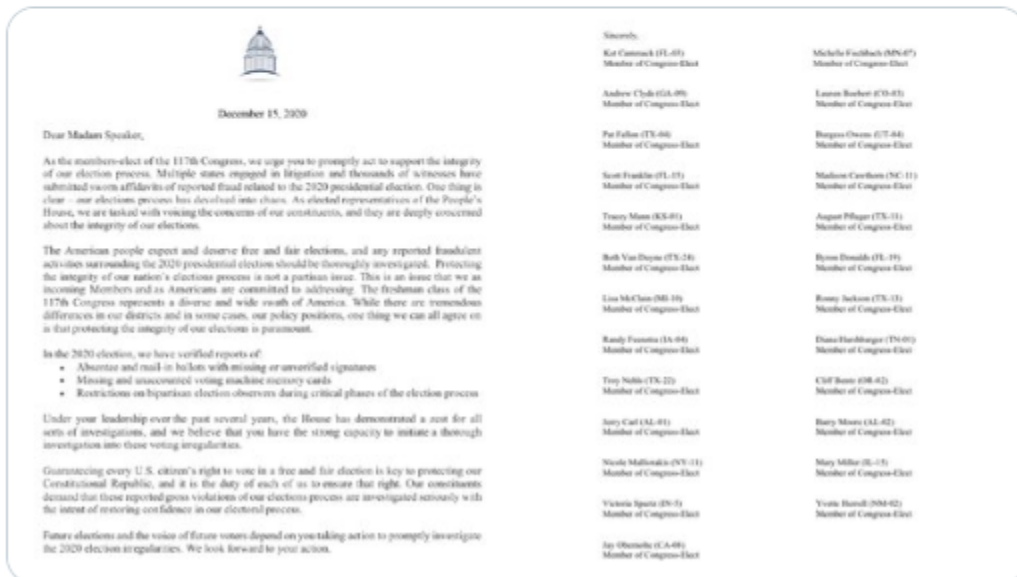 December 15, 2020
Dear Madam Speaker,
As the members-elect of the 117th Congress, we urge you to promptly act to support the integrity
of our election process. Multiple states engaged in litigation and thousands of witnesses have
submitted sworn affidavits of reported fraud related to the 2020 presidential election. One thing is
clear – our elections process has devolved into chaos. As elected representatives of the People's
House, we are tasked with voicing the concerns of our constituents, and they are deeply concerned
about the integrity of our elections.
The American people expect and deserve free and fair elections, and any reported fraudulent
activities surrounding the 2020 presidential election should be thoroughly investigated. Protecting
the integrity of our nation's elections process is not a partisan issue. This is an issue that we as
incoming Members and as Americans are committed to addressing. The freshman class of the
117th Congress represents a diverse and wide swath of America. While there are tremendous
differences in our districts and in some cases, our policy positions, one thing we can all agree on
is that protecting the integrity of our elections is paramount.
In the 2020 election, we have verified reports of:
• Absentee and mail-in ballots with missing or unverified signatures
• Missing and unaccounted voting machine memory cards
• Restrictions on bipartisan election observers during critical phases of the election process
Under your leadership over the past several years, the House has demonstrated a zest for all
sorts of investigations, and we believe that you have the strong capacity to initiate a thorough
investigation into these voting irregularities.
Guaranteeing every U.S. citizen's right to vote in a free and fair election is key to protecting our
Constitutional Republic, and it is the duty of each of us to ensure that right. Our constituents
demand that these reported gross violations of our elections process are investigated seriously with
the intent of restoring confidence in our electoral process.
Future elections and the voice of future voters depend on you taking action to promptly investigate
the 2020 election irregularities. We look forward to your action.
Sincerely,
Kat Cammack (FL-03)
Member of Congress-Elect
Michelle Fischbach (MN-07)
Member of Congress-Elect
Andrew Clyde (GA-09)
Member of Congress-Elect
Lauren Boebert (CO-03)
Member of Congress-Elect
Pat Fallon (TX-04)
Member of Congress-Elect
Burgess Owens (UT-04)
Member of Congress-Elect
Scott Franklin (FL-15)
Member of Congress-Elect
Madison Cawthorn (NC-11)
Member of Congress-Elect
Tracey Mann (KS-01)
Member of Congress-Elect
August Pfluger (TX-11)
Member of Congress-Elect
Beth Van Duyne (TX-24)
Member of Congress-Elect
Byron Donalds (FL-19)
Member of Congress-Elect
Lisa McClain (MI-10)
Member of Congress-Elect
Ronny Jackson (TX-13)
Member of Congress-Elect
Randy Feenstra (IA-04)
Member of Congress-Elect
Diana Harshbarger (TN-01)
Member of Congress-Elect
Troy Nehls (TX-22)
Member of Congress-Elect
Cliff Bentz (OR-02)
Member of Congress-Elect
Jerry Carl (AL-01)
Member of Congress-Elect
Barry Moore (AL-02)
Member of Congress-Elect
Nicole Malliotakis (NY-11)
Member of Congress-Elect
Mary Miller (IL-15)
Member of Congress-Elect
Victoria Spartz (IN-5)
Member of Congress-Elect
Yvette Herrell (NM-02)
Member of Congress-Elect
Jay Obernolte (CA-08)
Member of Congress-Elect